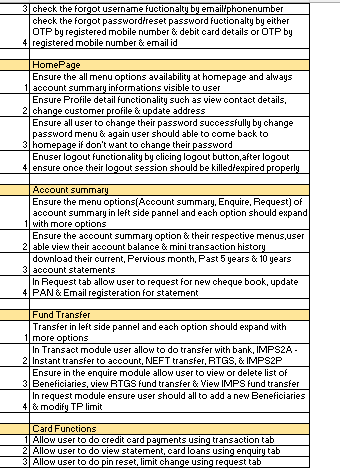 3 check the forgot username fuctionalty by email/phonenumber
check the forgot password/reset password fuctionality by either
OTP by registered mobile number & debit card details or OTP by
4 registered mobile number & email id
HomePage
Ensure the all menu options availability at homepage and always
1 account summary informations visible to user
Ensure Profile detail functionality such as view contact details,
2 change customer profile & update address
Ensure all user to change their password successfully by change
password menu & again user should able to come back to
3 homepage if don't want to change their password
Enuser logout functionality by clicing logout button,after logout
4 ensure once their logout session should be killed/expired properly
Account summary
Ensure the menu options(Account summary, Enquire, Request) of
account summary in left side pannel and each option should expand
1 with more options
Ensure the account summary option & their respective menus,user
2 able view their account balance & mini transaction history
download their current, Pervious month, Past 5 years & 10 years
3 account statements
In Request tab allow user to request for new cheque book, update
4 PAN & Email registeration for statement
Fund Transfer
Transfer in left side pannel and each option should expand with
1 more options
In Transact module user allow to do transfer with bank, IMPS2A -
2 Instant transfer to account, NEFT transfer, RTGS, & IMPS2P
Ensure in the enquire module allow user to view or delete list of
3 Beneficiaries, view RTGS fund transfer & View IMPS fund transfer
In request module ensure user should all to add a new Beneficiaries
4 & modify TP limit
Card Functions
1 Allow user to do credit card payments using transaction tab
2 Allow user to do view statement, card loans using enquiry tab
3 Allow user to do pin reset, limit change using request tab